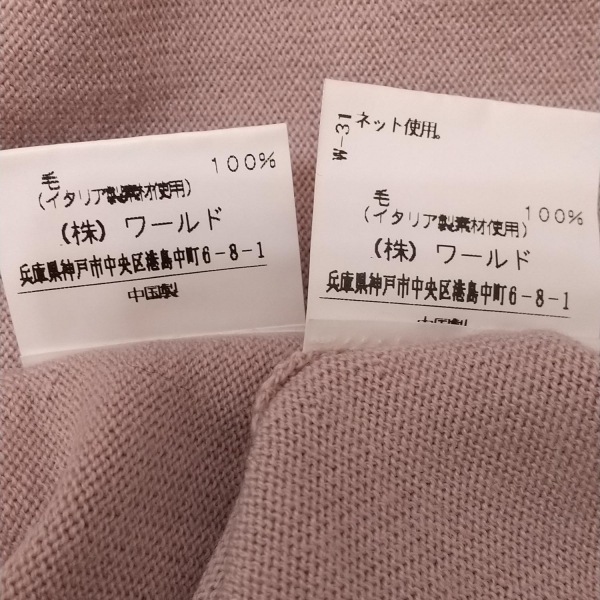 毛 100%
(イタリア製素材使用)
(株) ワールド
兵庫県神戸市中央区港島中町6-8-1
中国製
ネット使用。
W-31
毛 100%
(イタリア製素材使用)
(株) ワールド
兵庫県神戸市中央区港島中町6-8-1
中国製